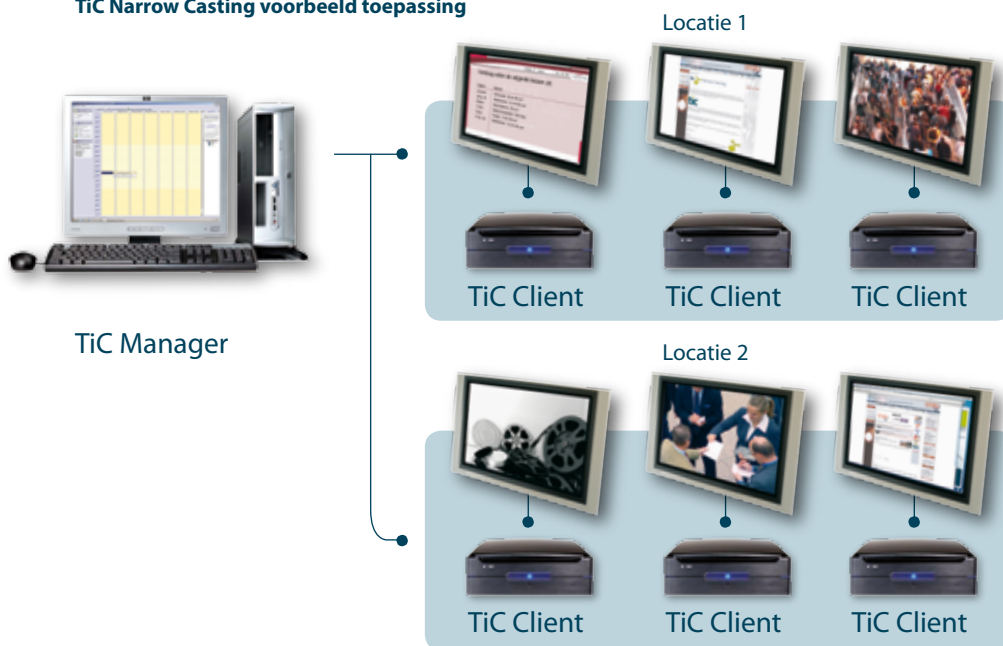 TiC Narrow Casting voorbeeld toepassing
Locatie 1
TiC Client TiC Client TiC Client
TiC Manager
Locatie 2
TiC Client TiC Client TiC Client